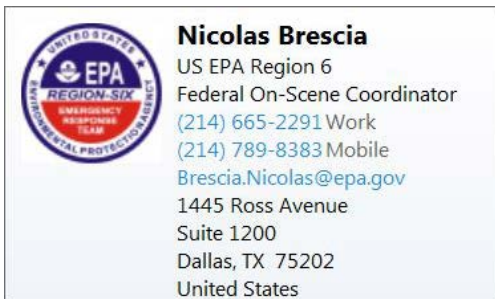 UNITED STATES
ENVIRONMENTAL PROTECTION AGENCY
EPA
REGION-SIX
EMERGENCY
RESPONSE
TEAM
Nicolas Brescia
US EPA Region 6
Federal On-Scene Coordinator
(214) 665-2291 Work
(214) 789-8383 Mobile
Brescia.Nicolas@epa.gov
1445 Ross Avenue
Suite 1200
Dallas, TX 75202
United States